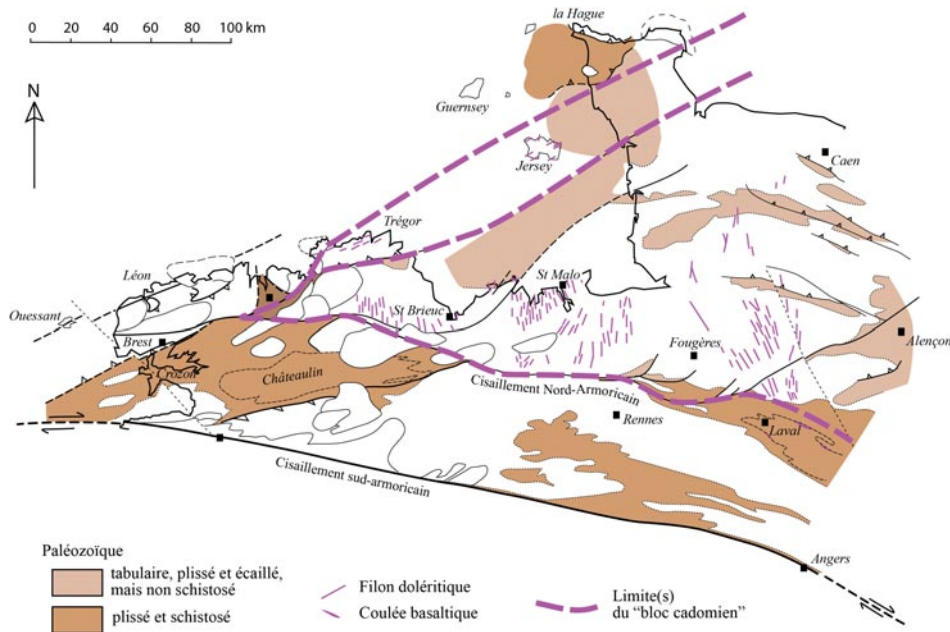 la Hague
0 20 40 60 80 100 km
N
Guernsey
Jersey
Caen
Trégor
Léon
St Malo
Ouessant
St Brieuc
Brest
Alençon
Fougères
Crozon
Châteaulin
Cisaillement Nord-Armoricain
Rennes
Laval
Cisaillement sud-armoricain
Angers
Paléozoïque
tabulaire, plissé et écaillé,
mais non schistosé
plissé et schistosé
Filon doléritique
Coulée basaltique
Limite(s)
du "bloc cadomien"